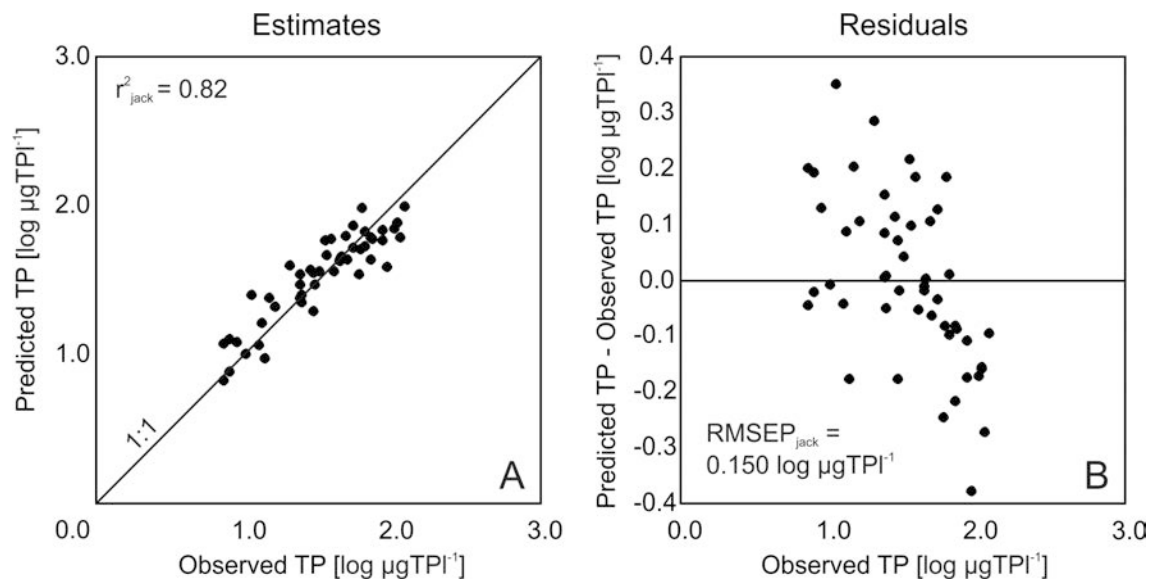 Estimates
3.0
r²jack = 0.82
2.0
1.0
0.0
1.0
2.0
3.0
1:1
A
Predicted TP [log µgTPl⁻¹]
Observed TP [log µgTPl⁻¹]
Residuals
0.4
0.3
0.2
0.1
0.0
-0.1
-0.2
-0.3
-0.4
0.0
1.0
2.0
3.0
RMSEPjack =
0.150 log µgTPl⁻¹
B
Predicted TP - Observed TP [log µgTPl⁻¹]
Observed TP [log µgTPl⁻¹]